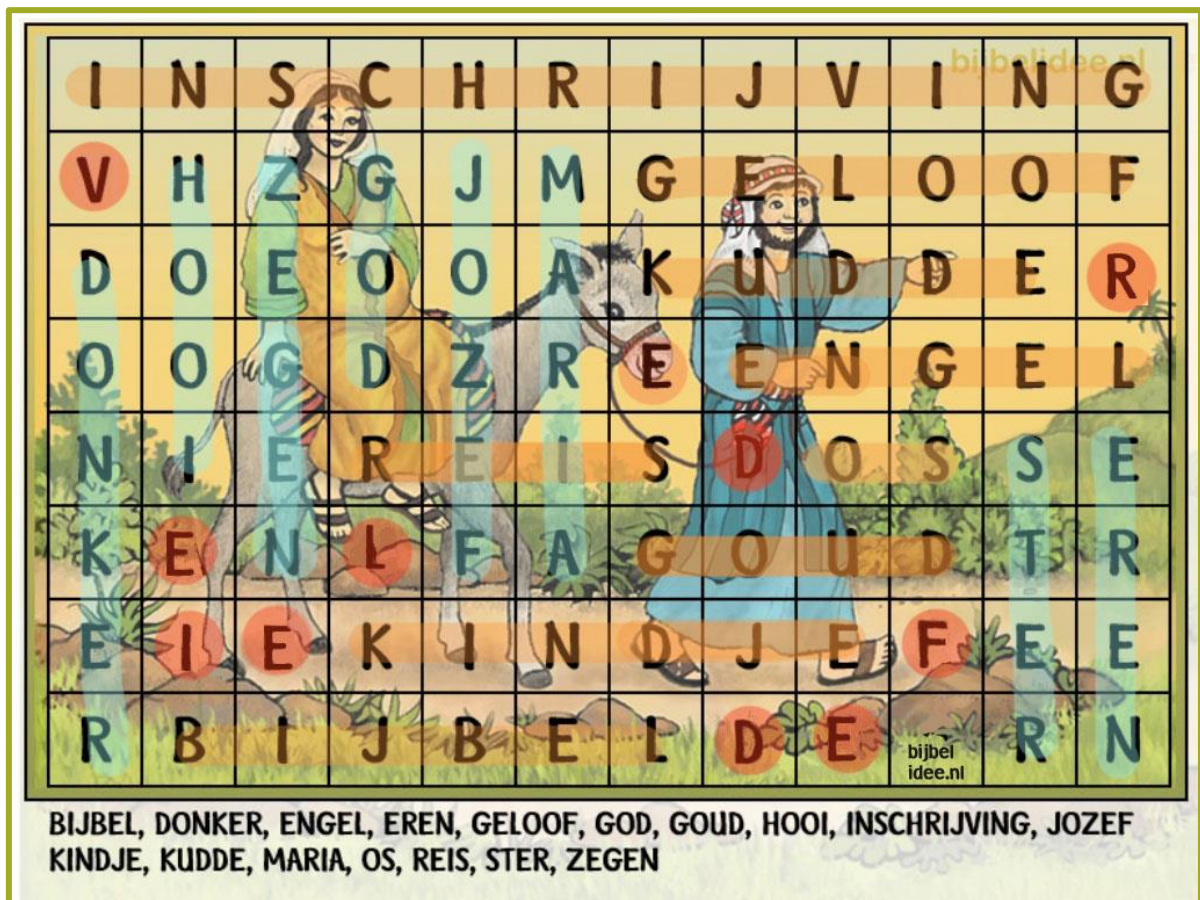 bijbelidee.nl
I N S C H R I J V I N G
V H Z G J M G E L O O F
D O E O O A K U D D E R
O O G D Z R E E N G E L
N I E R E I S D O S S E
K E N L F A G O U D T R
E I E K I N D J E F E E
R B I J B E L D E R N
bijbel
idee.nl
BIJBEL, DONKER, ENGEL, EREN, GELOOF, GOD, GOUD, HOOI, INSCHRIJVING, JOZEF
KINDJE, KUDDE, MARIA, OS, REIS, STER, ZEGEN